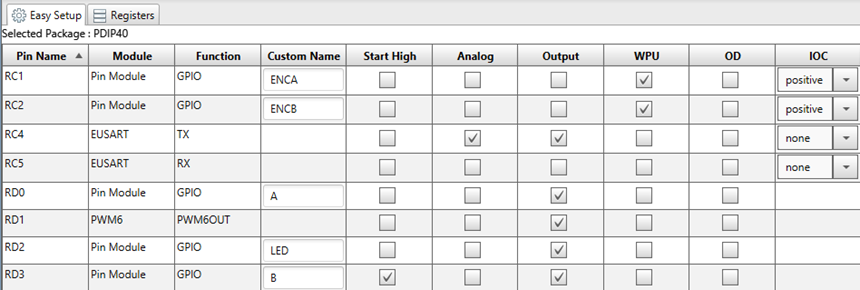 Easy Setup Registers
Selected Package : PDIP40
Pin Name Module Function Custom Name Start High Analog Output WPU OD IOC
RC1 Pin Module GPIO ENCA positive
RC2 Pin Module GPIO ENCB positive
RC4 EUSART TX none
RC5 EUSART RX none
RD0 Pin Module GPIO A
RD1 PWM6 PWM6OUT
RD2 Pin Module GPIO LED
RD3 Pin Module GPIO B